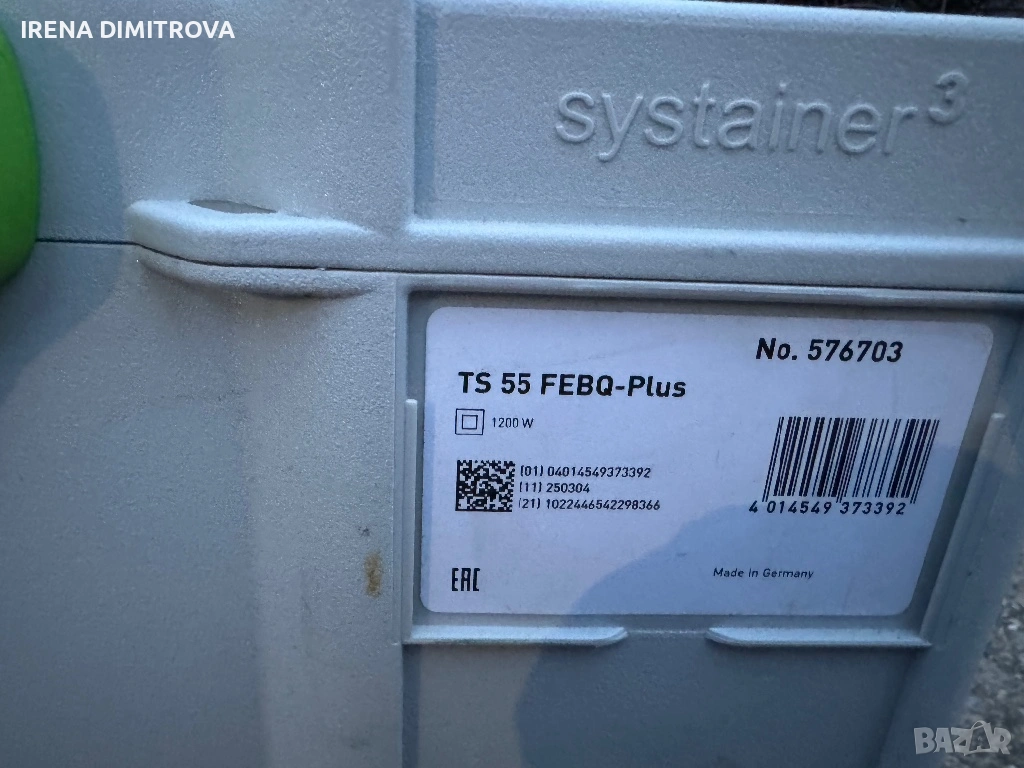 IRENA DIMITROVA
systainer³
No. 576703
TS 55 FEBQ-Plus
1200 W
(01) 04014549373392
(11) 250304
(21) 1022446542298366
4 014549 373392
EAC
Made in Germany
BAZAR